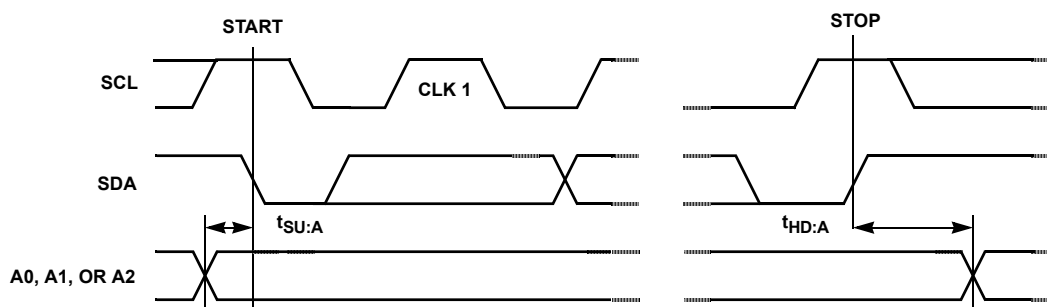 START
STOP
SCL
CLK 1
SDA
tSU:A
tHD:A
A0, A1, OR A2